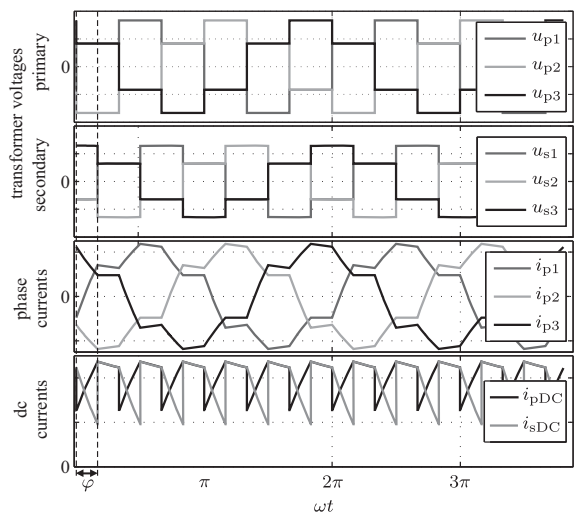 transformer voltages
primary
0
u_p1
u_p2
u_p3
secondary
0
u_s1
u_s2
u_s3
phase
currents
0
i_p1
i_p2
i_p3
dc
currents
0
i_pDC
i_sDC
φ
π
2π
3π
ωt